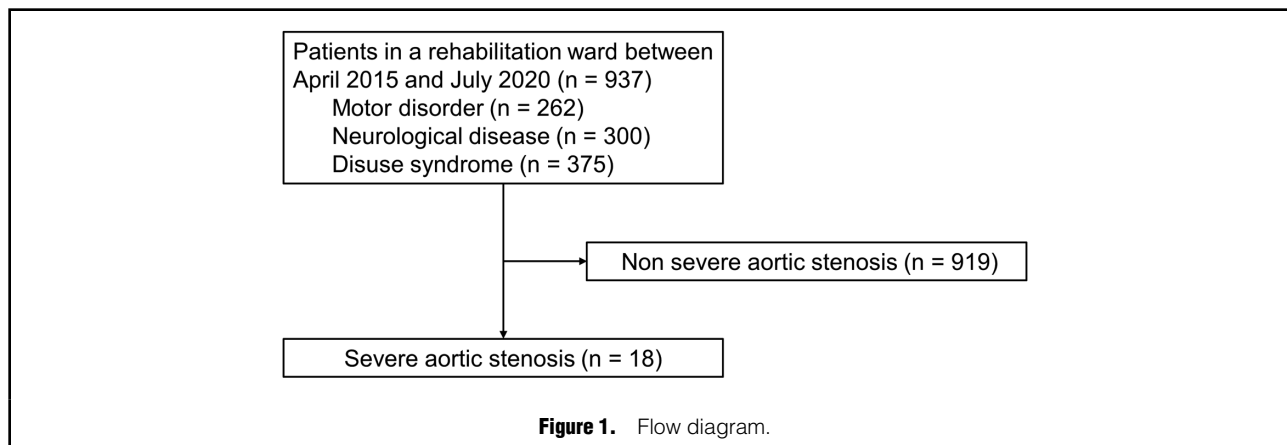 Patients in a rehabilitation ward between
April 2015 and July 2020 (n = 937)
Motor disorder (n = 262)
Neurological disease (n = 300)
Disuse syndrome (n = 375)
Non severe aortic stenosis (n = 919)
Severe aortic stenosis (n = 18)
Figure 1. Flow diagram.